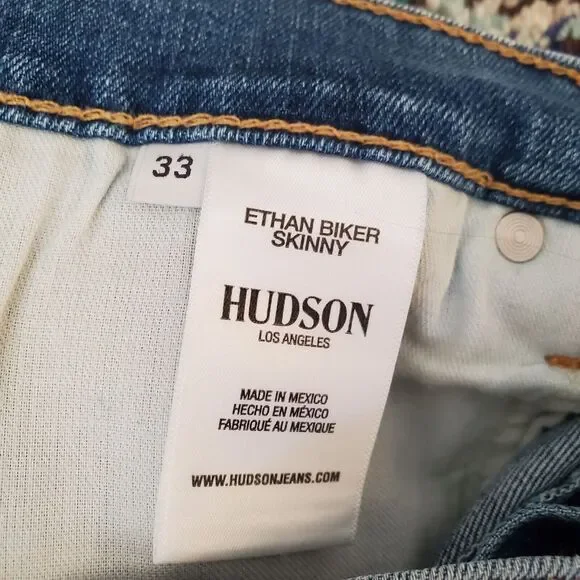 33
ETHAN BIKER
SKINNY
HUDSON
LOS ANGELES
MADE IN MEXICO
HECHO EN MÉXICO
FABRIQUÉ AU MEXIQUE
WWW.HUDSONJEANS.COM